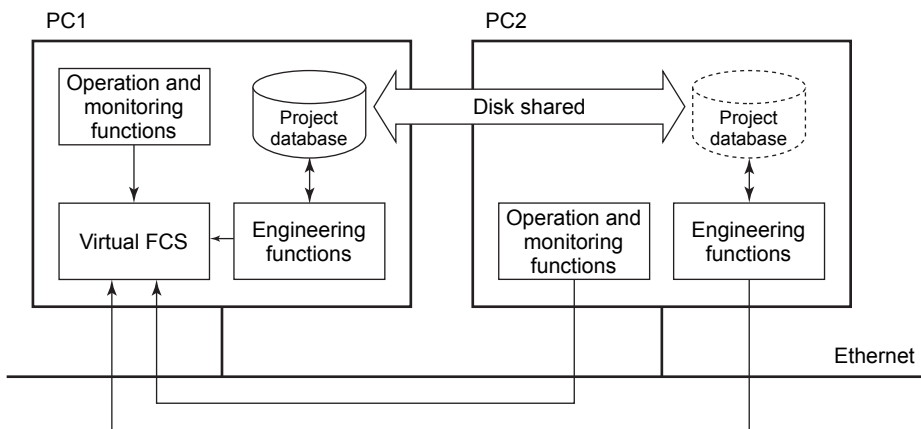 PC1
Operation and
monitoring
functions
Project
database
Virtual FCS
Engineering
functions
Disk shared
PC2
Project
database
Operation and
monitoring
functions
Engineering
functions
Ethernet